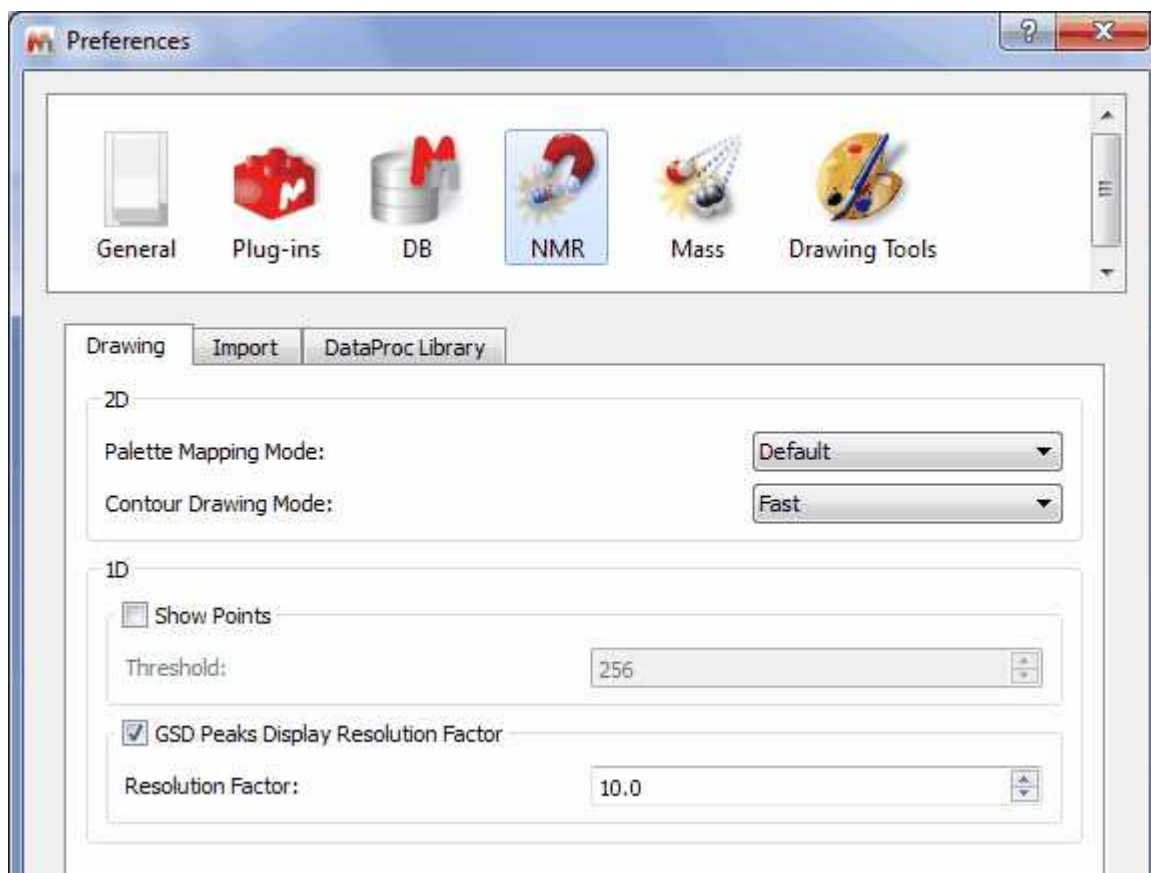 Preferences
General Plug-ins DB NMR Mass Drawing Tools
Drawing Import DataProc Library
2D
Palette Mapping Mode: Default
Contour Drawing Mode: Fast
1D
Show Points
Threshold: 256
GSD Peaks Display Resolution Factor
Resolution Factor: 10.0